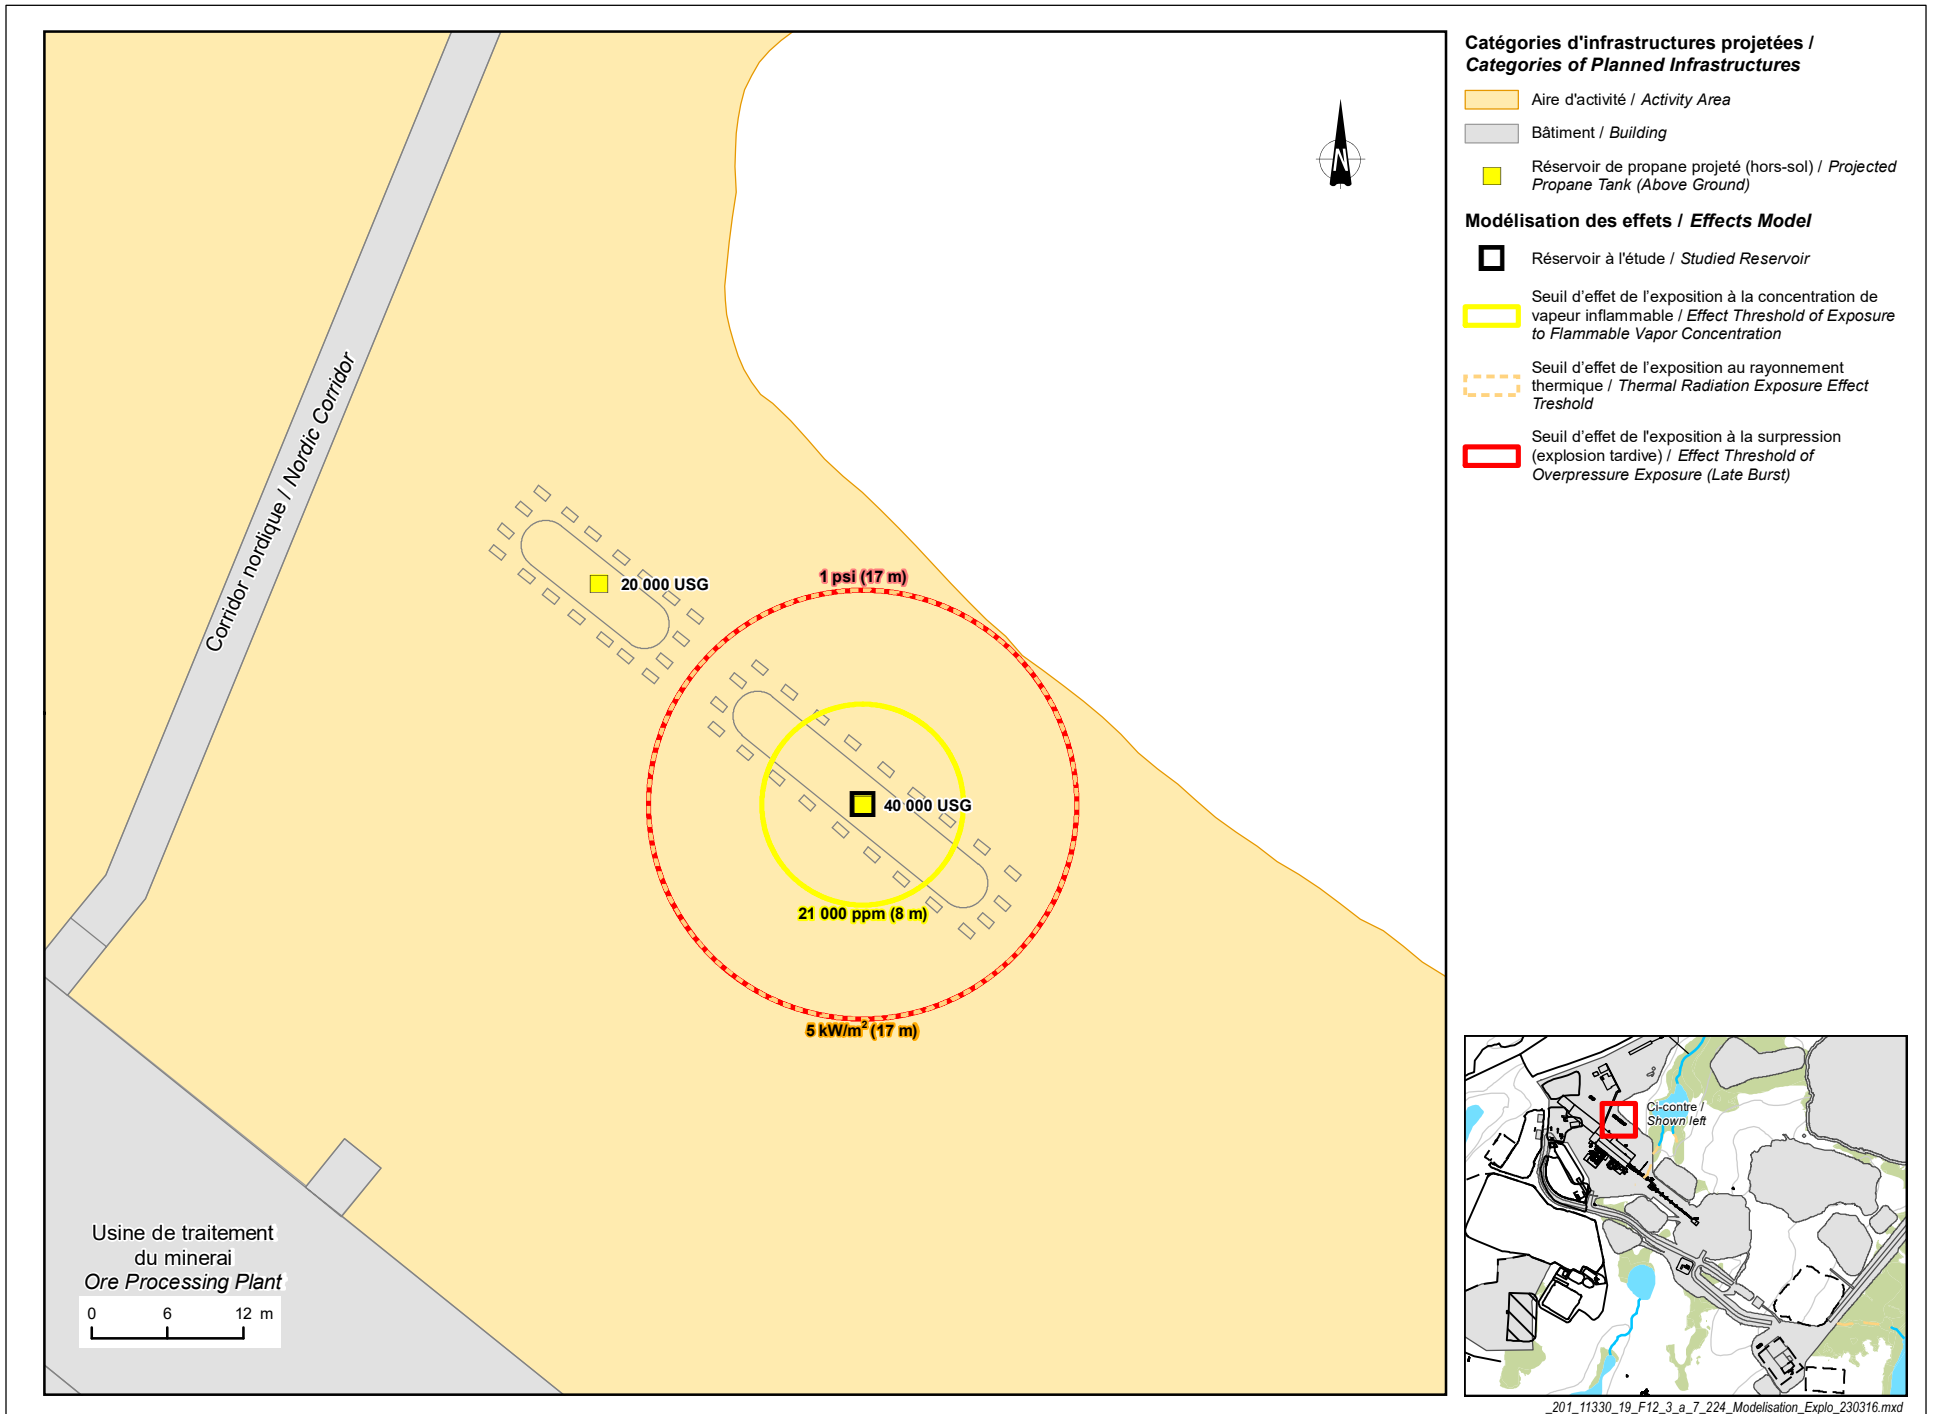 Catégories d'infrastructures projetées /
Categories of Planned Infrastructures
Aire d'activité / Activity Area
Bâtiment / Building
Réservoir de propane projeté (hors-sol) / Projected
Propane Tank (Above Ground)
Modélisation des effets / Effects Model
Réservoir à l'étude / Studied Reservoir
Seuil d'effet de l'exposition à la concentration de
vapeur inflammable / Effect Threshold of Exposure
to Flammable Vapor Concentration
Seuil d'effet de l'exposition au rayonnement
thermique / Thermal Radiation Exposure Effect
Treshold
Seuil d'effet de l'exposition à la surpression
(explosion tardive) / Effect Threshold of
Overpressure Exposure (Late Burst)
N
Corridor nordique / Nordic Corridor
20 000 USG
1 psi (17 m)
40 000 USG
21 000 ppm (8 m)
5 kW/m² (17 m)
Usine de traitement
du minerai
Ore Processing Plant
0 6 12 m
Ci-contre /
Shown left
_201_11330_19_F12_3_a_7_224_Modelisation_Explo_230316.mxd